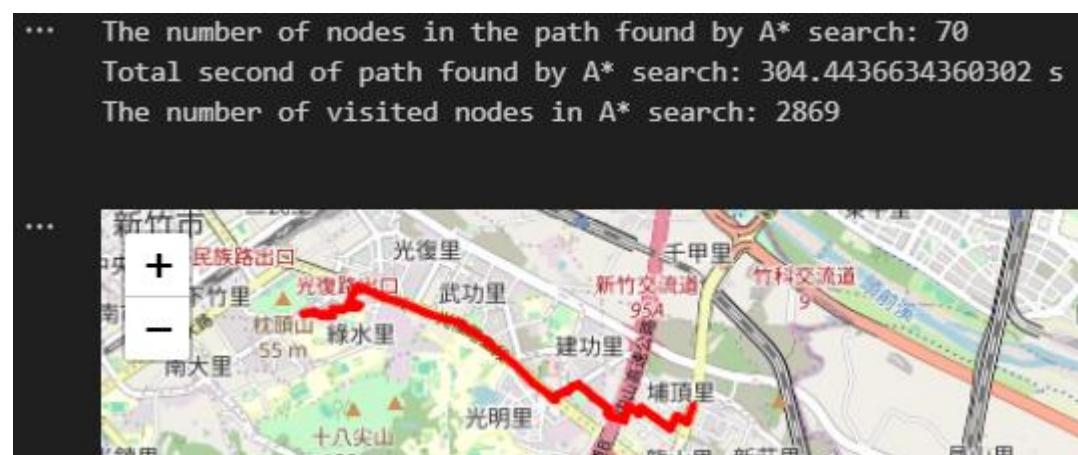 ... The number of nodes in the path found by A* search: 70
Total second of path found by A* search: 304.4436634360302 s
The number of visited nodes in A* search: 2869
...
新竹市
+
民族路出口
光復里
千甲里
下竹里
光復路出口
武功里
新竹交流道
95A
竹科交流道
9
頭前溪
−
枕頭山
55 m
綠水里
建功里
南大里
埔頂里
光明里
十八尖山